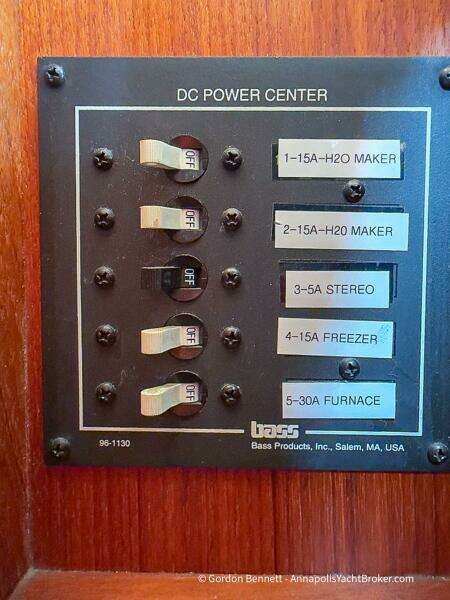 DC POWER CENTER
OFF 1-15A-H2O MAKER
OFF 2-15A-H20 MAKER
OFF 3-5A STEREO
OFF 4-15A FREEZER
OFF 5-30A FURNACE
bass
96-1130
Bass Products, Inc., Salem, MA, USA
© Gordon Bennett - AnnapolisYachtBroker.com